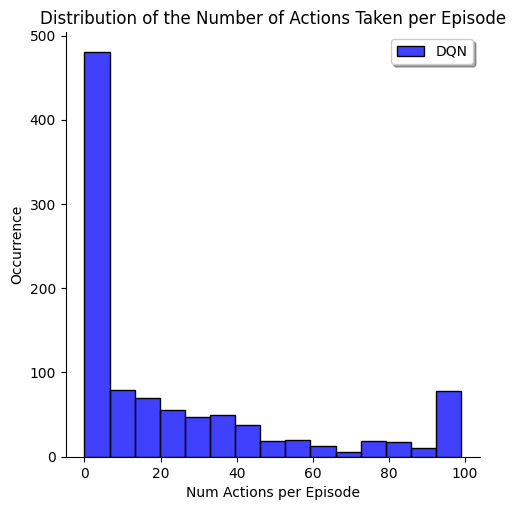 Distribution of the Number of Actions Taken per Episode
DQN
500
400
300
200
100
0
Occurrence
0 20 40 60 80 100
Num Actions per Episode